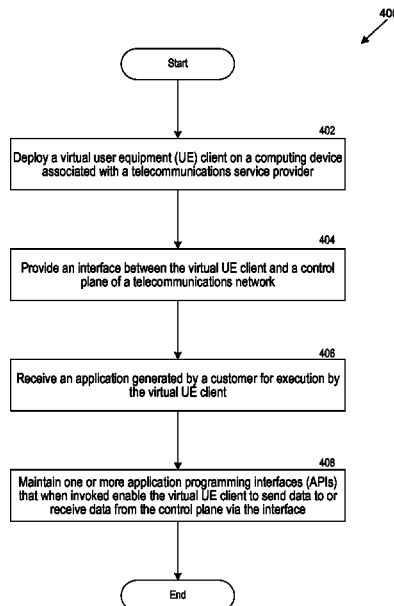 400
Start
402
Deploy a virtual user equipment (UE) client on a computing device
associated with a telecommunications service provider
404
Provide an interface between the virtual UE client and a control
plane of a telecommunications network
406
Receive an application generated by a customer for execution by
the virtual UE client
408
Maintain one or more application programming interfaces (APIs)
that when invoked enable the virtual UE client to send data to or
receive data from the control plane via the interface
End